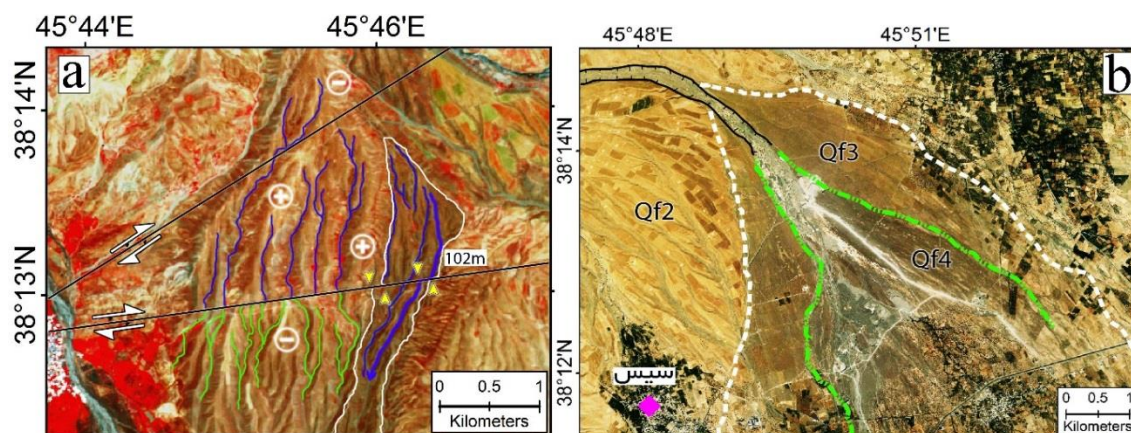 45°44'E
45°46'E
a
38°14'N
38°13'N
−
+
+
−
102m
0 0.5 1
Kilometers
45°48'E
45°51'E
b
38°14'N
38°12'N
Qf3
Qf2
Qf4
سیس
0 0.5 1
Kilometers